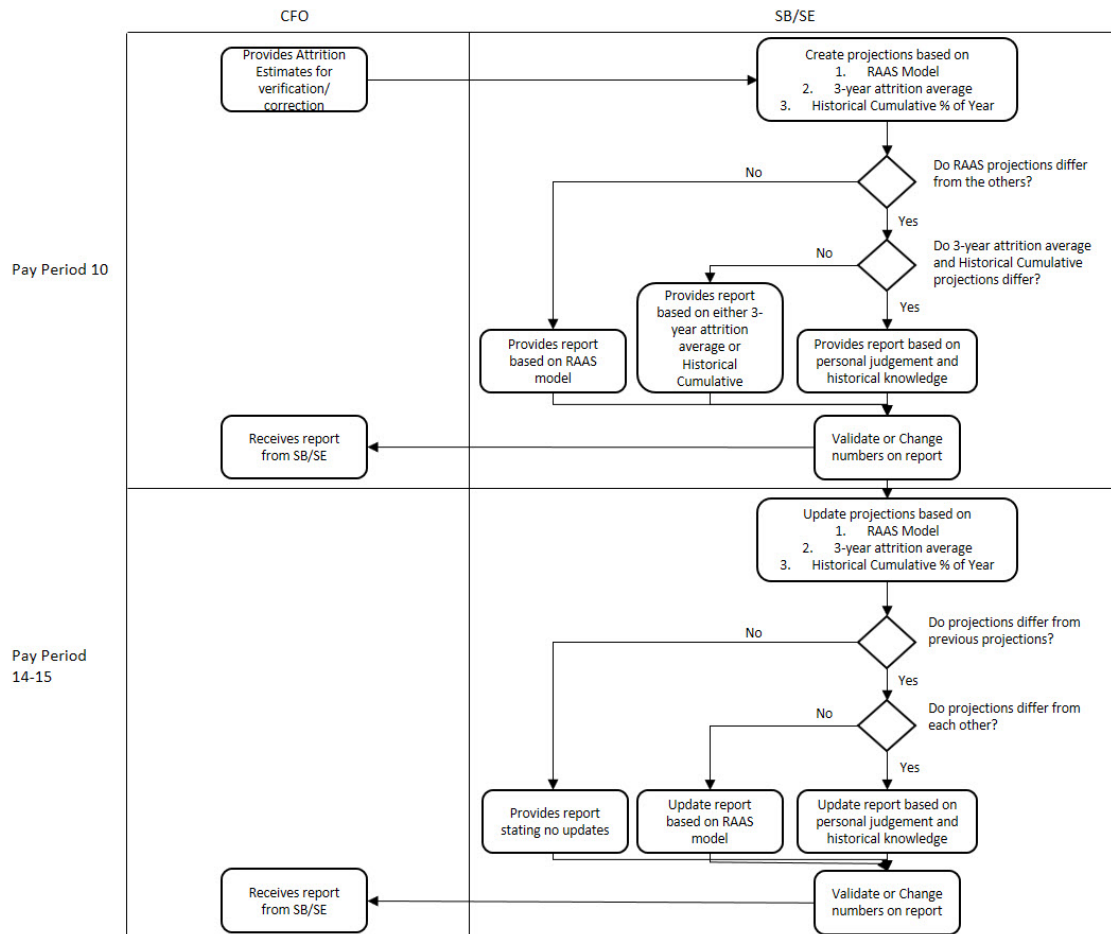 CFO
SB/SE
Provides Attrition
Estimates for
verification/
correction
Create projections based on
1. RAAS Model
2. 3-year attrition average
3. Historical Cumulative % of Year
Do RAAS projections differ
from the others?
No
Yes
Pay Period 10
Do 3-year attrition average
and Historical Cumulative
projections differ?
No
Yes
Provides report
based on RAAS
model
Provides report
based on either 3-
year attrition
average or
Historical
Cumulative
Provides report based on
personal judgement and
historical knowledge
Receives report
from SB/SE
Validate or Change
numbers on report
Update projections based on
1. RAAS Model
2. 3-year attrition average
3. Historical Cumulative % of Year
Pay Period
14-15
Do projections differ from
previous projections?
No
Yes
Do projections differ from
each other?
No
Yes
Provides report
stating no updates
Update report
based on RAAS
model
Update report based on
personal judgement and
historical knowledge
Receives report
from SB/SE
Validate or Change
numbers on report